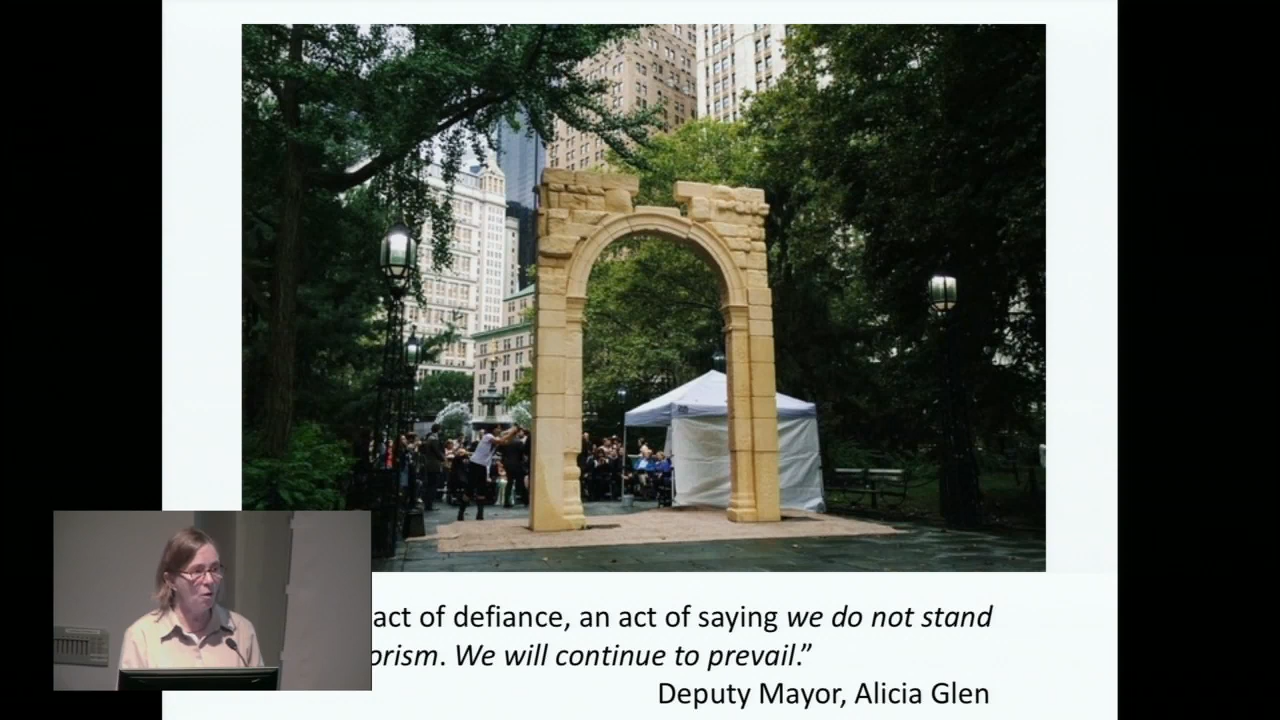 act of defiance, an act of saying we do not stand
We will continue to prevail.”
Deputy Mayor, Alicia Glen